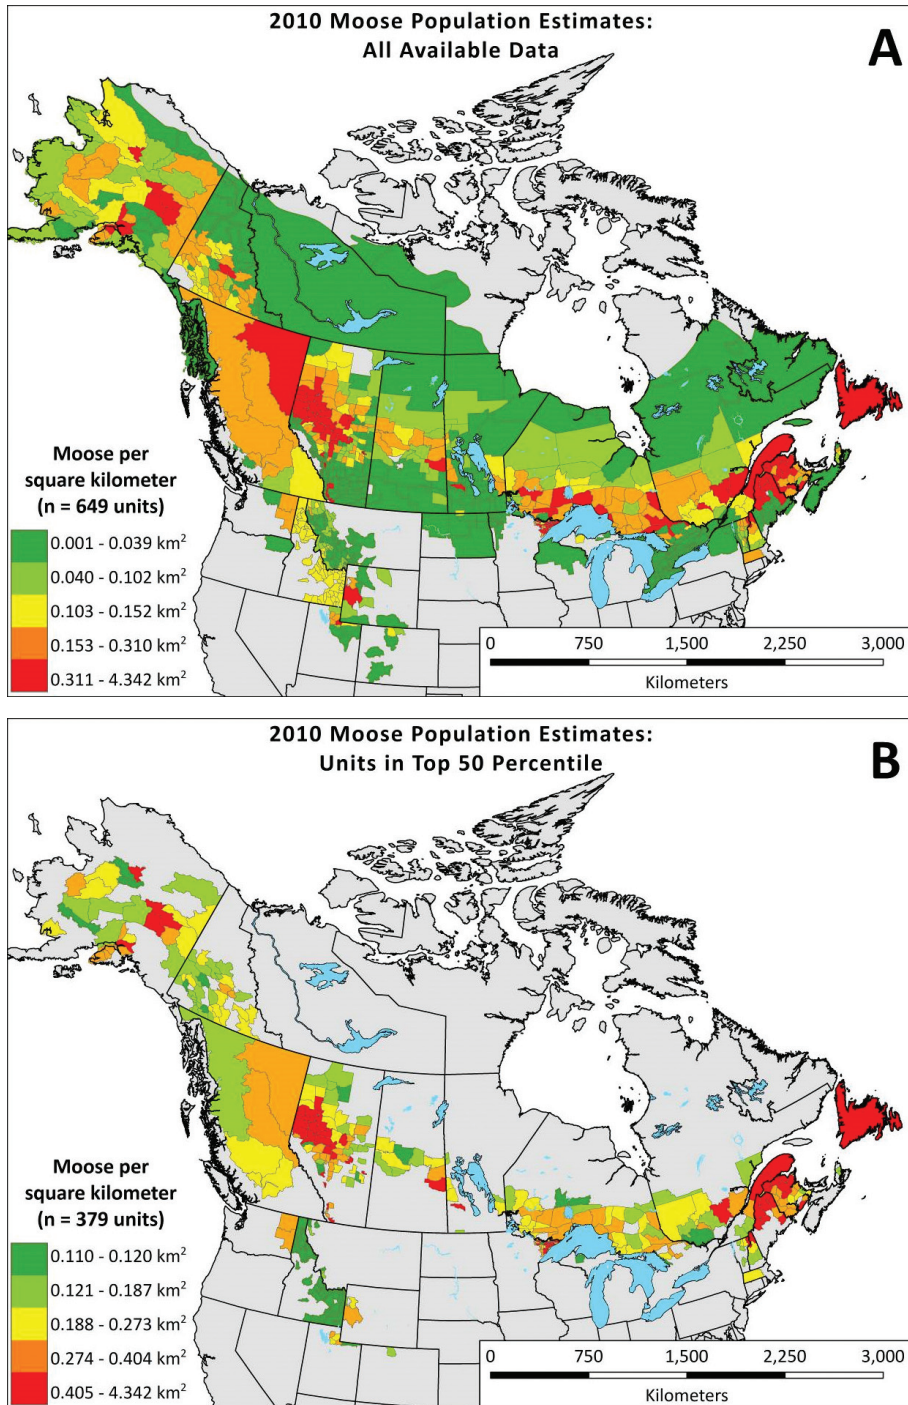 2010 Moose Population Estimates:
All Available Data
A
Moose per
square kilometer
(n = 649 units)
0.001 - 0.039 km²
0.040 - 0.102 km²
0.103 - 0.152 km²
0.153 - 0.310 km²
0.311 - 4.342 km²
0 750 1,500 2,250 3,000
Kilometers
2010 Moose Population Estimates:
Units in Top 50 Percentile
B
Moose per
square kilometer
(n = 379 units)
0.110 - 0.120 km²
0.121 - 0.187 km²
0.188 - 0.273 km²
0.274 - 0.404 km²
0.405 - 4.342 km²
0 750 1,500 2,250 3,000
Kilometers